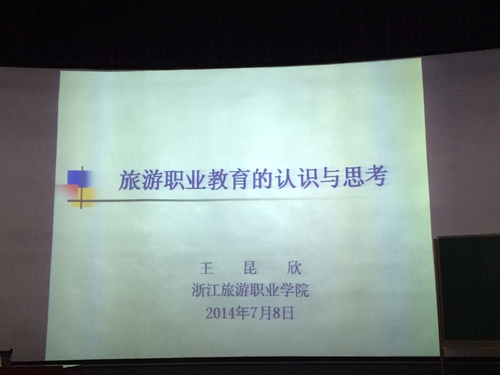 旅游职业教育的认识与思考
王 昆 欣
浙江旅游职业学院
2014年7月8日